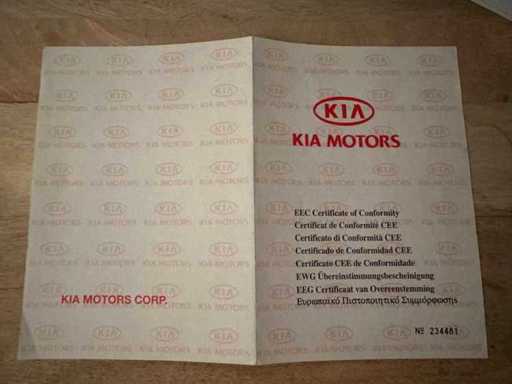 KIA MOTORS CORP.
KIA
KIA MOTORS
EEC Certificate of Conformity
Certificat de Conformité CEE
Certificato di Conformità CEE
Certificado de Conformidad CEE
Certificato CEE de Conformidade
EWG Übereinstimmungsbescheinigung
EEG Certificaat van Overeenstemming
Ευρωπαϊκό Πιστοποιητικό Συμμόρφωσης
Nº 234461